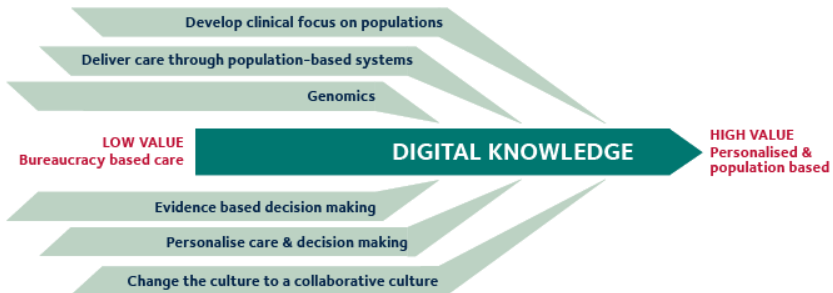 Develop clinical focus on populations
Deliver care through population-based systems
Genomics
LOW VALUE
Bureaucracy based care
DIGITAL KNOWLEDGE
HIGH VALUE
Personalised &
population based
Evidence based decision making
Personalise care & decision making
Change the culture to a collaborative culture